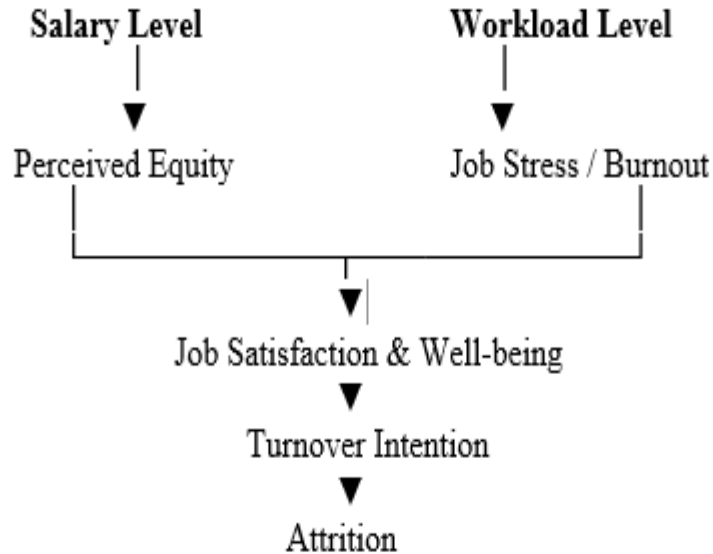 Salary Level Workload Level
Perceived Equity Job Stress / Burnout
Job Satisfaction & Well-being
Turnover Intention
Attrition